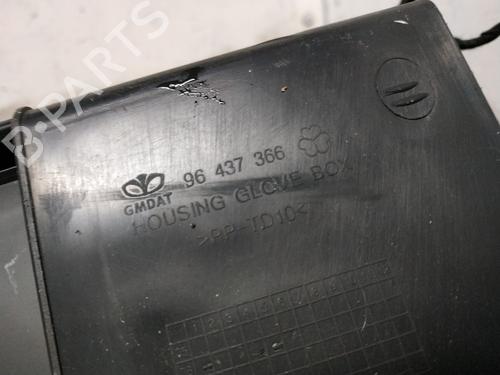 B-PARTS
96 437 366
GMDAT
HOUSING GLOVE BOX
>PP-TD10<